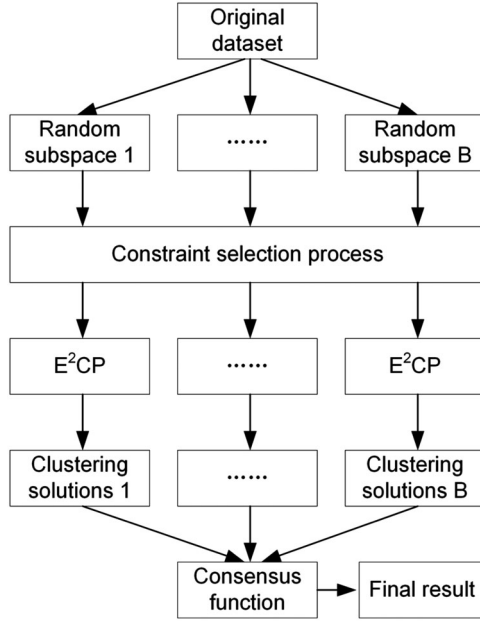 Original
dataset
Random
subspace 1
......
Random
subspace B
Constraint selection process
E²CP
......
E²CP
Clustering
solutions 1
......
Clustering
solutions B
Consensus
function
Final result